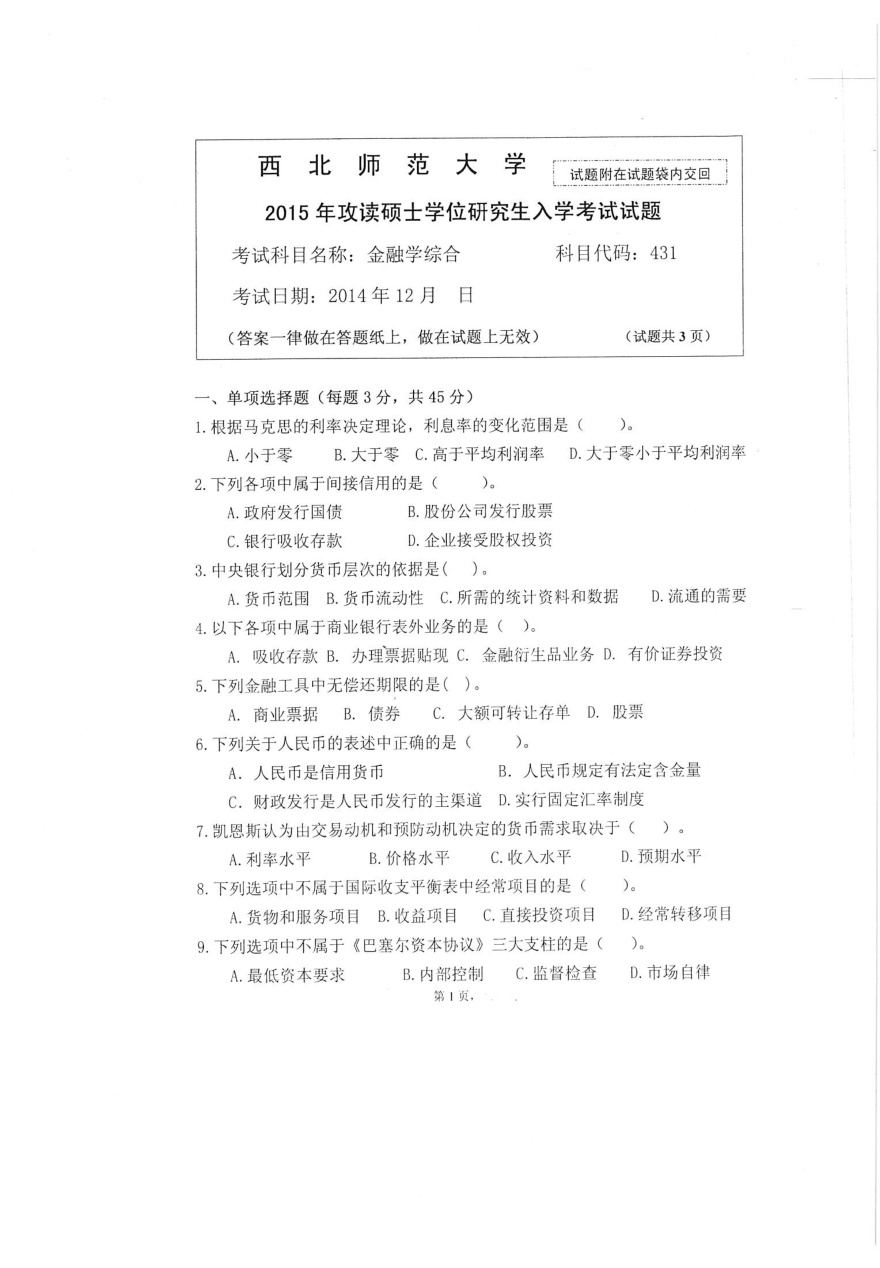 西北师范大学
试题附在试题袋内交回
2015 年攻读硕士学位研究生入学考试试题
考试科目名称：金融学综合 科目代码：431
考试日期：2014 年 12 月 日
（答案一律做在答题纸上，做在试题上无效） （试题共 3 页）
一、单项选择题（每题 3 分，共 45 分）
1.根据马克思的利率决定理论，利息率的变化范围是（ ）。
A.小于零 B.大于零 C.高于平均利润率 D.大于零小于平均利润率
2.下列各项中属于间接信用的是（ ）。
A.政府发行国债 B.股份公司发行股票
C.银行吸收存款 D.企业接受股权投资
3.中央银行划分货币层次的依据是( )。
A.货币范围 B.货币流动性 C.所需的统计资料和数据 D.流通的需要
4.以下各项中属于商业银行表外业务的是（ ）。
A. 吸收存款 B. 办理票据贴现 C. 金融衍生品业务 D. 有价证券投资
5.下列金融工具中无偿还期限的是( )。
A. 商业票据 B. 债券 C. 大额可转让存单 D. 股票
6.下列关于人民币的表述中正确的是（ ）。
A. 人民币是信用货币 B. 人民币规定有法定含金量
C. 财政发行是人民币发行的主渠道 D.实行固定汇率制度
7.凯恩斯认为由交易动机和预防动机决定的货币需求取决于（ ）。
A.利率水平 B.价格水平 C.收入水平 D.预期水平
8.下列选项中不属于国际收支平衡表中经常项目的是（ ）。
A.货物和服务项目 B.收益项目 C.直接投资项目 D.经常转移项目
9.下列选项中不属于《巴塞尔资本协议》三大支柱的是（ ）。
A.最低资本要求 B.内部控制 C.监督检查 D.市场自律
第 1 页，